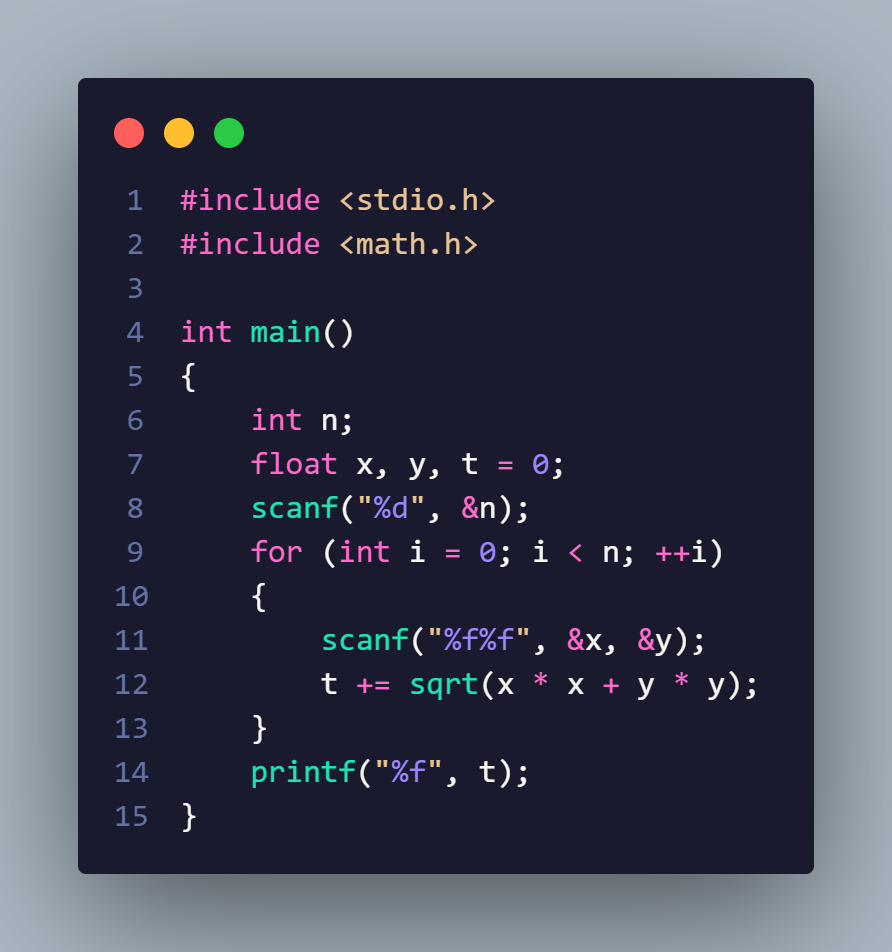 1 #include <stdio.h>
2 #include <math.h>
3
4 int main()
5 {
6     int n;
7     float x, y, t = 0;
8     scanf("%d", &n);
9     for (int i = 0; i < n; ++i)
10     {
11         scanf("%f%f", &x, &y);
12         t += sqrt(x * x + y * y);
13     }
14     printf("%f", t);
15 }